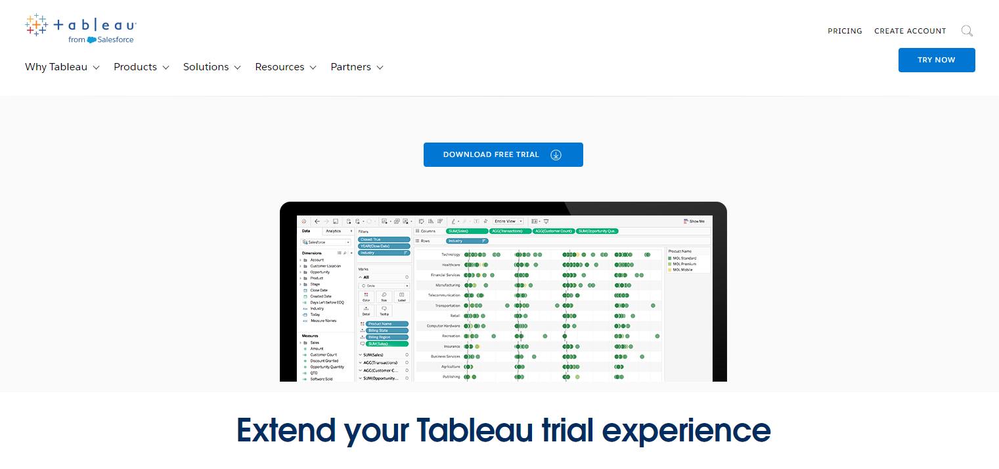 tableau
from Salesforce
PRICING CREATE ACCOUNT
TRY NOW
Why Tableau Products Solutions Resources Partners
DOWNLOAD FREE TRIAL
Entire View Show Me
Data Analytics
Salesforce
Dimensions
Account
Customer Location
Opportunity
Product
Stage
Close Date
Created Date
Days Left before EOQ
Industry
Today
Measure Names
Measures
Sales
Amount
Customer Count
Discount Granted
Opportunity Quantity
QTD
Software Sold
Filters
Closed: True
YEAR(Close Date)
Industry
Marks
All
Circle
Color Size Label
Detail Tooltip
Product Name
Billing State
Billing Region
SUM(Sales)
SUM(Sales)
AGG(Transactions)
AGG(Customer C...
SUM(Opportunity...
Columns SUM(Sales) AGG(Transactions) AGG(Customer Count) SUM(Opportunity Qua..
Rows Industry
Technology
Healthcare
Financial Services
Manufacturing
Telecommunication
Transportation
Retail
Computer Hardware
Recreation
Insurance
Business Services
Agriculture
Publishing
Product Name
MOL Standard
MOL Premium
MOL Mobile
Extend your Tableau trial experience